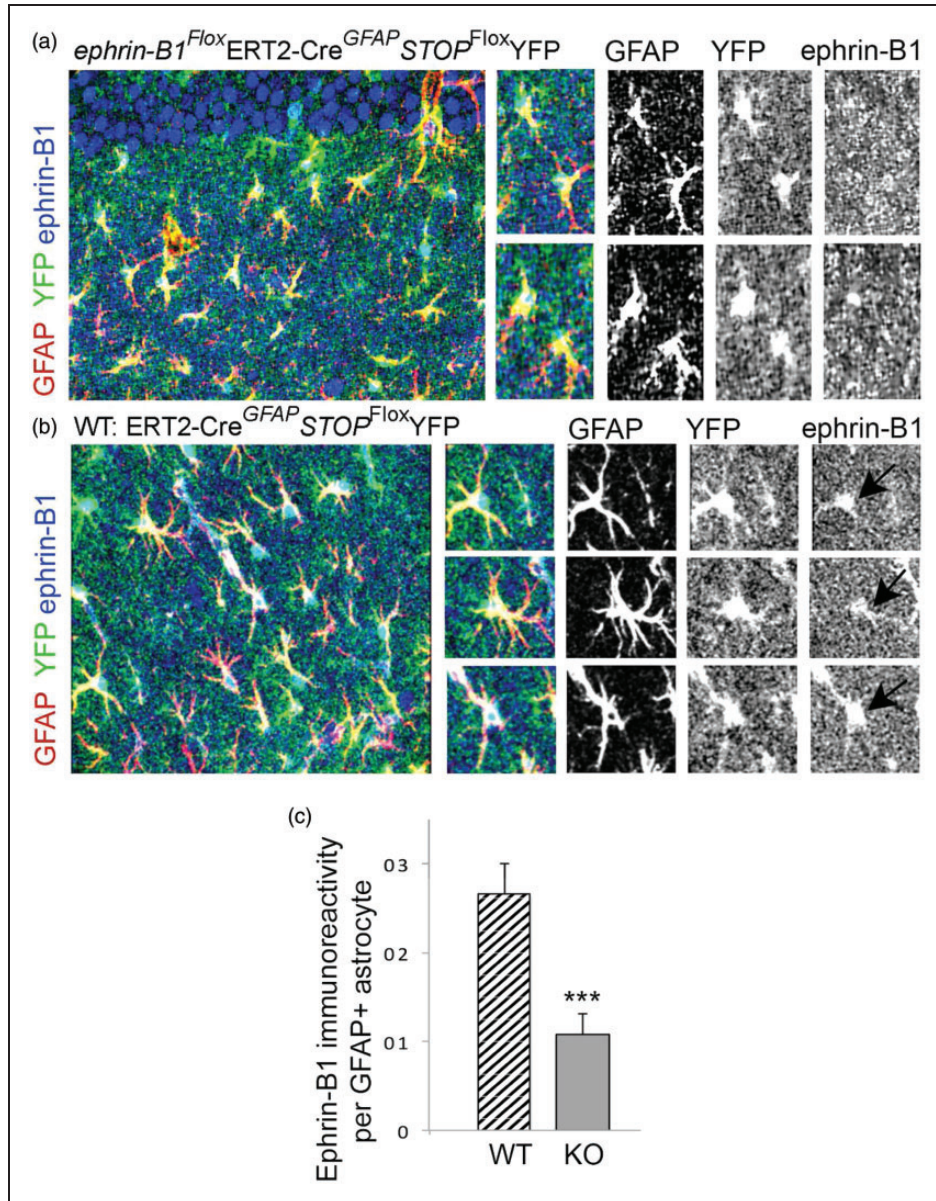 (a) ephrin-B1FloxERT2-CreGFAPSTOPFloxYFP GFAP YFP ephrin-B1
GFAP YFP ephrin-B1
(b) WT: ERT2-CreGFAPSTOPFloxYFP GFAP YFP ephrin-B1
GFAP YFP ephrin-B1
(c)
Ephrin-B1 immunoreactivity
per GFAP+ astrocyte
03
02
01
0
***
WT KO